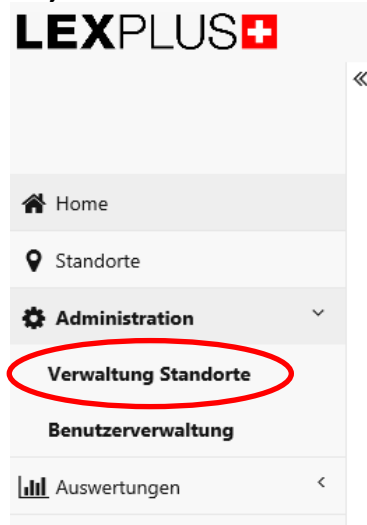 LEXPLUS
Home
Standorte
Administration
Verwaltung Standorte
Benutzerverwaltung
Auswertungen